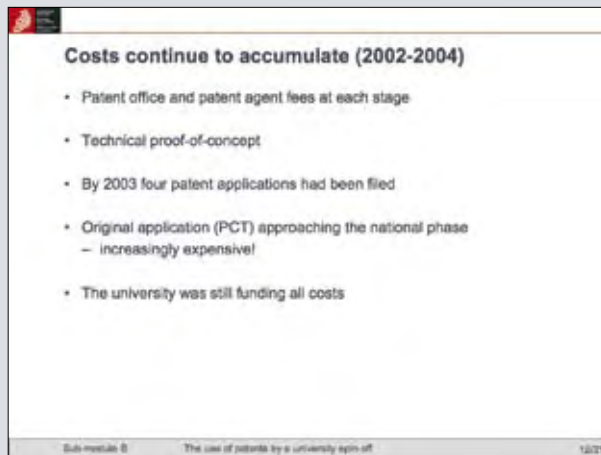 Costs continue to accumulate (2002-2004)
• Patent office and patent agent fees at each stage
• Technical proof-of-concept
• By 2003 four patent applications had been filed
• Original application (PCT) approaching the national phase
– increasingly expensive!
• The university was still funding all costs
Sub-module B The use of patents by a university spin-off